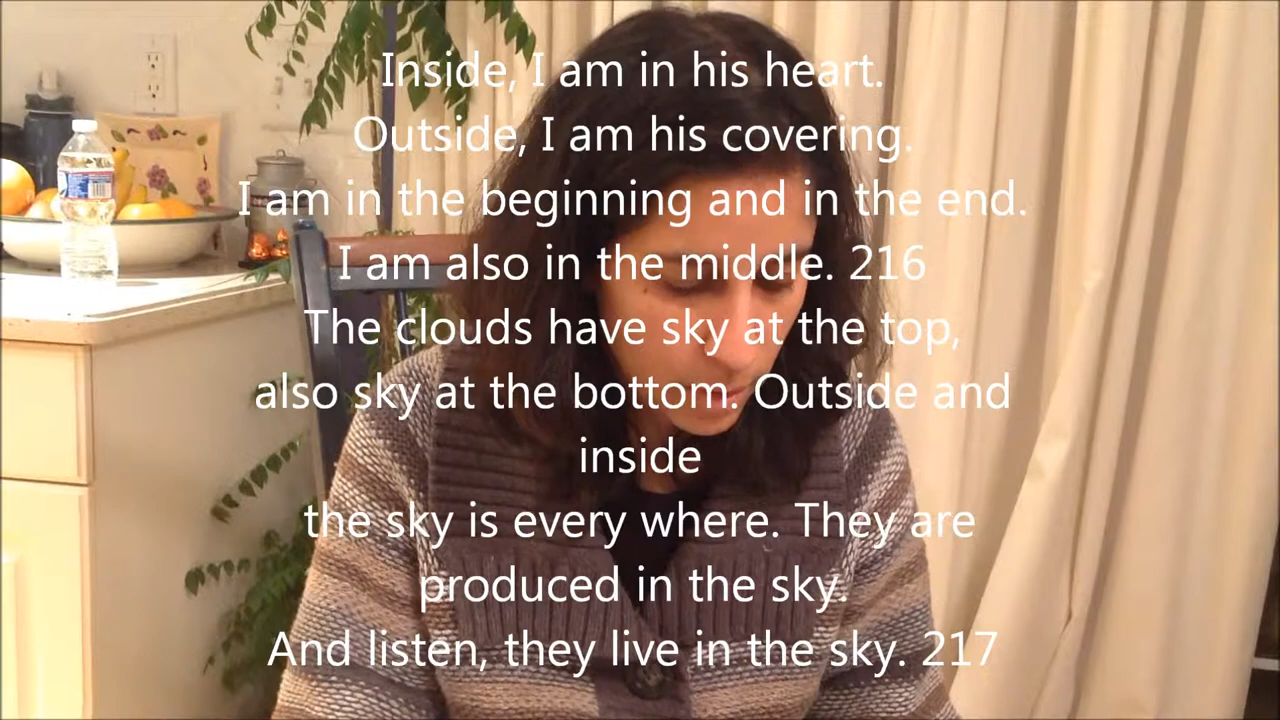 Inside, I am in his heart.
Outside, I am his covering.
I am in the beginning and in the end.
I am also in the middle. 216
The clouds have sky at the top,
also sky at the bottom. Outside and
inside
the sky is every where. They are
produced in the sky.
And listen, they live in the sky. 217